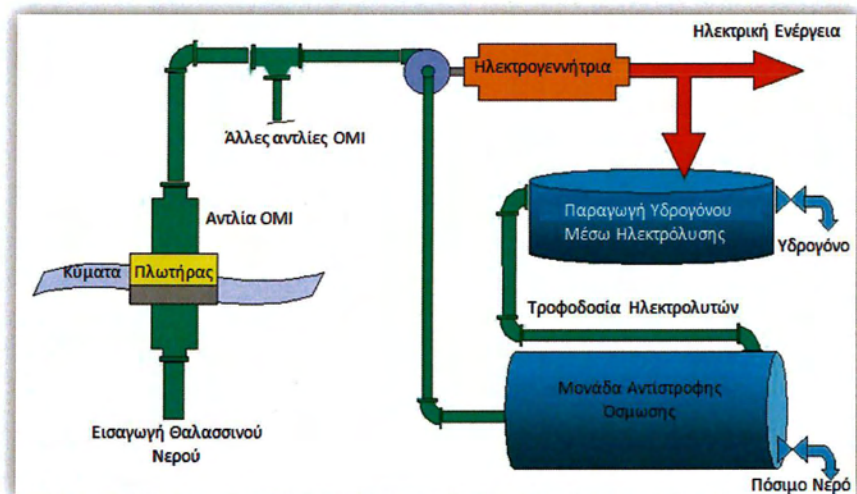 Ηλεκτρική Ενέργεια
Ηλεκτρογεννήτρια
Άλλες αντλίες ΟΜΙ
Αντλία ΟΜΙ
Παραγωγή Υδρογόνου
Μέσω Ηλεκτρόλυσης
Υδρογόνο
Κύματα
Πλωτήρας
Τροφοδοσία Ηλεκτρολυτών
Μονάδα Αντίστροφης
Όσμωσης
Εισαγωγή Θαλασσινού
Νερού
Πόσιμο Νερό